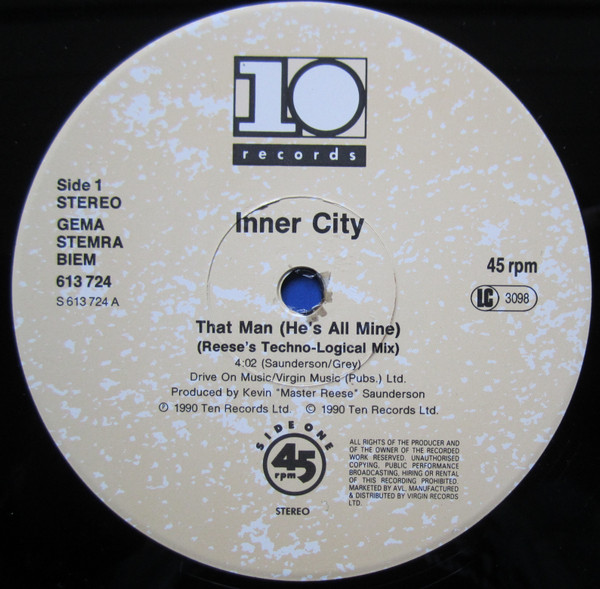 10
records
Side 1
STEREO
GEMA
STEMRA
BIEM
613 724
S 613 724 A
Inner City
45 rpm
LC 3098
That Man (He's All Mine)
(Reese's Techno-Logical Mix)
4:02 (Saunderson/Grey)
Drive On Music/Virgin Music (Pubs.) Ltd.
Produced by Kevin "Master Reese" Saunderson
℗ 1990 Ten Records Ltd. © 1990 Ten Records Ltd.
SIDE ONE
45
rpm
STEREO
ALL RIGHTS OF THE PRODUCER AND
OF THE OWNER OF THE RECORDED
WORK RESERVED. UNAUTHORISED
COPYING, PUBLIC PERFORMANCE
BROADCASTING, HIRING OR RENTAL
OF THIS RECORDING PROHIBITED.
MARKETED BY AVL, MANUFACTURED
& DISTRIBUTED BY VIRGIN RECORDS
LTD.